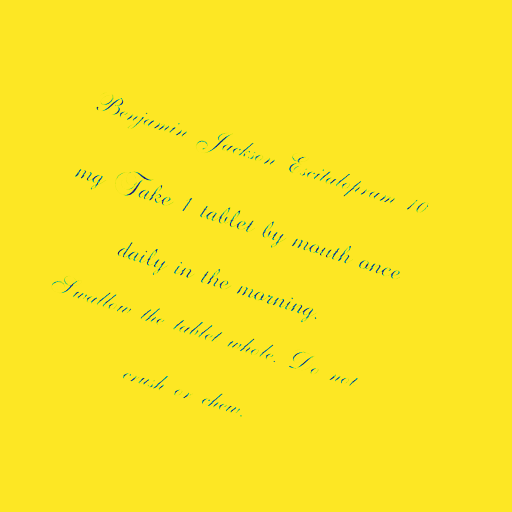 Benjamin Jackson Escitalopram 10
mg Take 1 tablet by mouth once
daily in the morning.
Swallow the tablet whole. Do not
crush or chew.